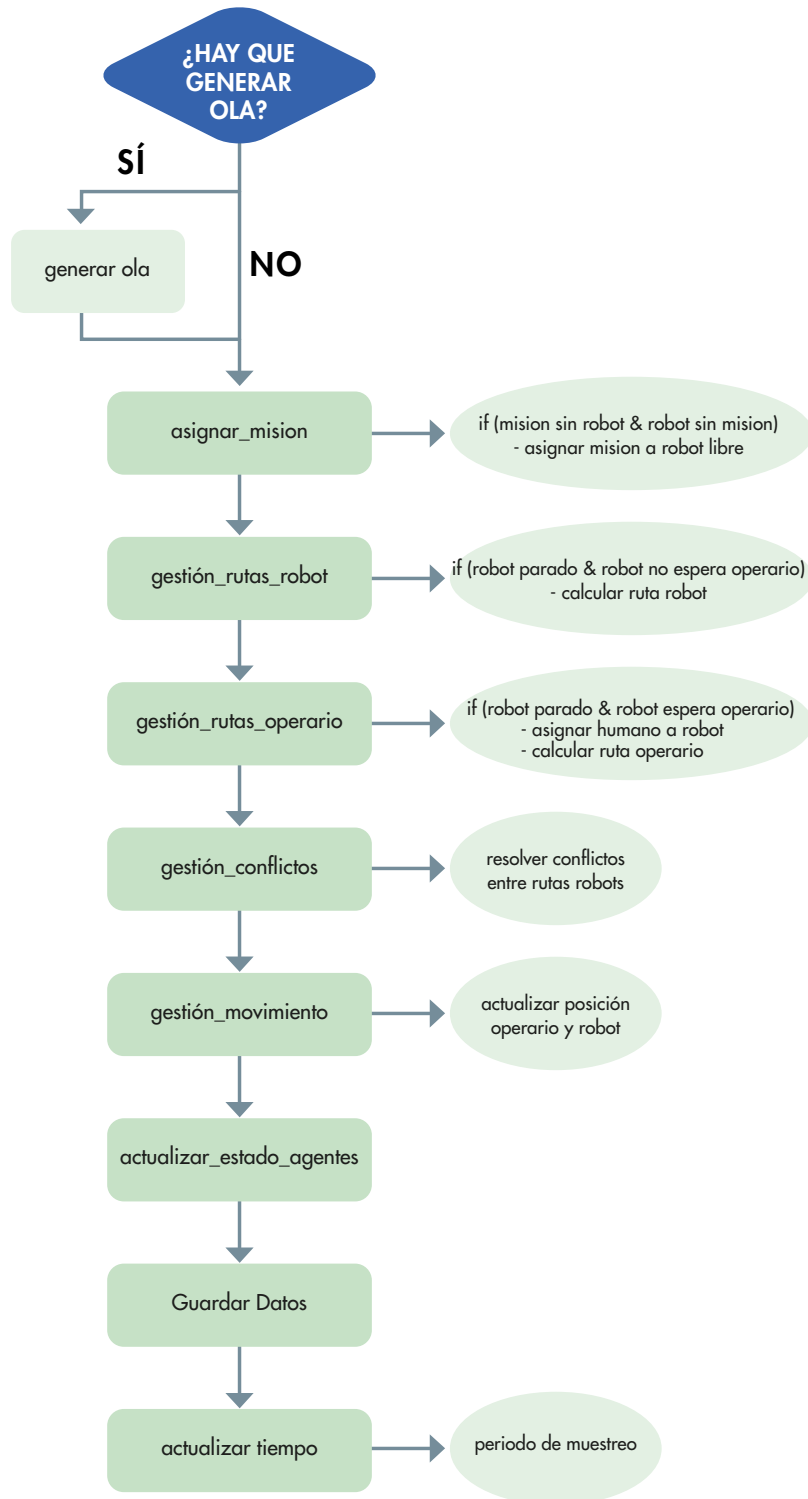 ¿HAY QUE
GENERAR
OLA?
SÍ
generar ola
NO
asignar_mision
if (mision sin robot & robot sin mision)
- asignar mision a robot libre
gestión_rutas_robot
if (robot parado & robot no espera operario)
- calcular ruta robot
gestión_rutas_operario
if (robot parado & robot espera operario)
- asignar humano a robot
- calcular ruta operario
gestión_conflictos
resolver conflictos
entre rutas robots
gestión_movimiento
actualizar posición
operario y robot
actualizar_estado_agentes
Guardar Datos
actualizar tiempo
periodo de muestreo